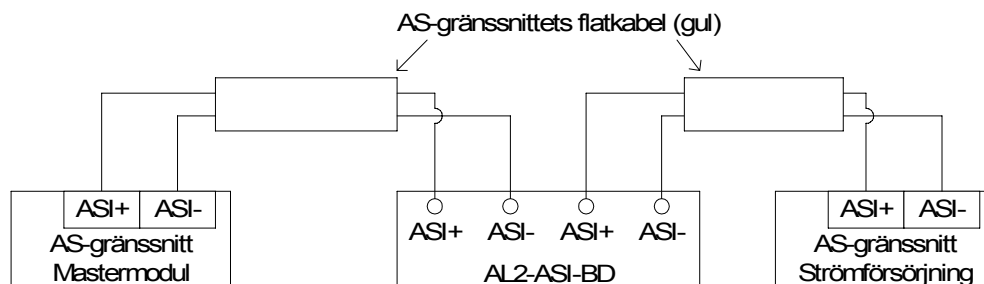 AS-gränssnittets flatkabel (gul)
ASI+ ASI-
AS-gränssnitt
Mastermodul
ASI+ ASI- ASI+ ASI-
AL2-ASI-BD
ASI+ ASI-
AS-gränssnitt
Strömförsörjning